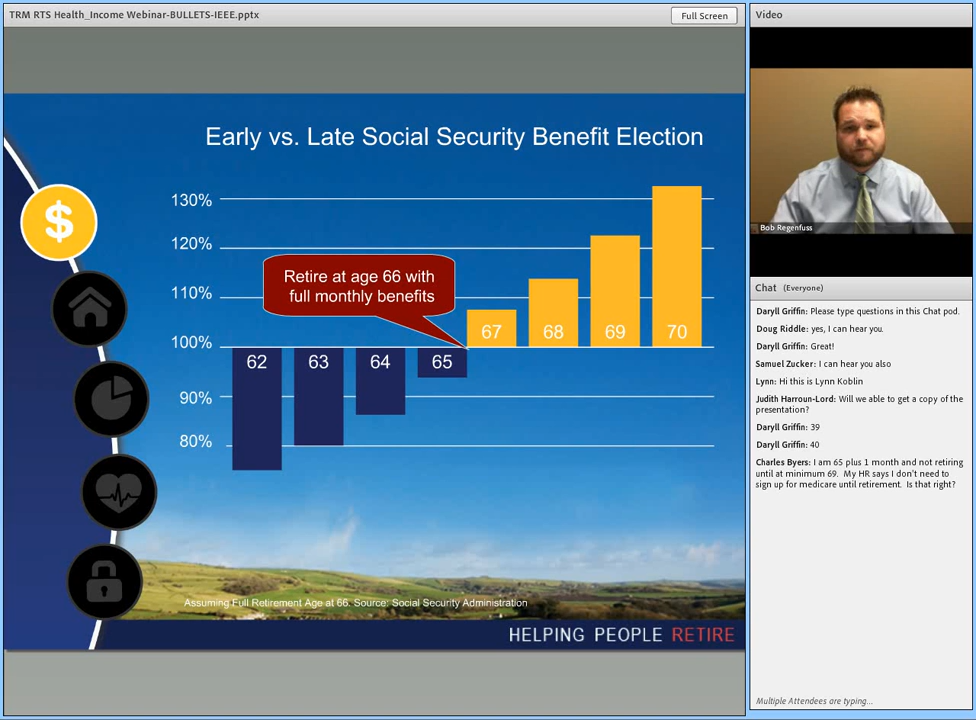 TRM RTS Health_Income Webinar-BULLETS-IEEE.pptx
Full Screen
Early vs. Late Social Security Benefit Election
$
130%
120%
110%
100%
90%
80%
Retire at age 66 with
full monthly benefits
62
63
64
65
67
68
69
70
Assuming Full Retirement Age at 66. Source: Social Security Administration
HELPING PEOPLE RETIRE
Video
Bob Regenfuss
Chat (Everyone)
Daryll Griffin: Please type questions in this Chat pod.
Doug Riddle: yes, I can hear you.
Daryll Griffin: Great!
Samuel Zucker: I can hear you also
Lynn: Hi this is Lynn Koblin
Judith Harroun-Lord: Will we able to get a copy of the
presentation?
Daryll Griffin: 39
Daryll Griffin: 40
Charles Byers: I am 65 plus 1 month and not retiring
until at minimum 69. My HR says I don't need to
sign up for medicare until retirement. Is that right?
Multiple Attendees are typing...